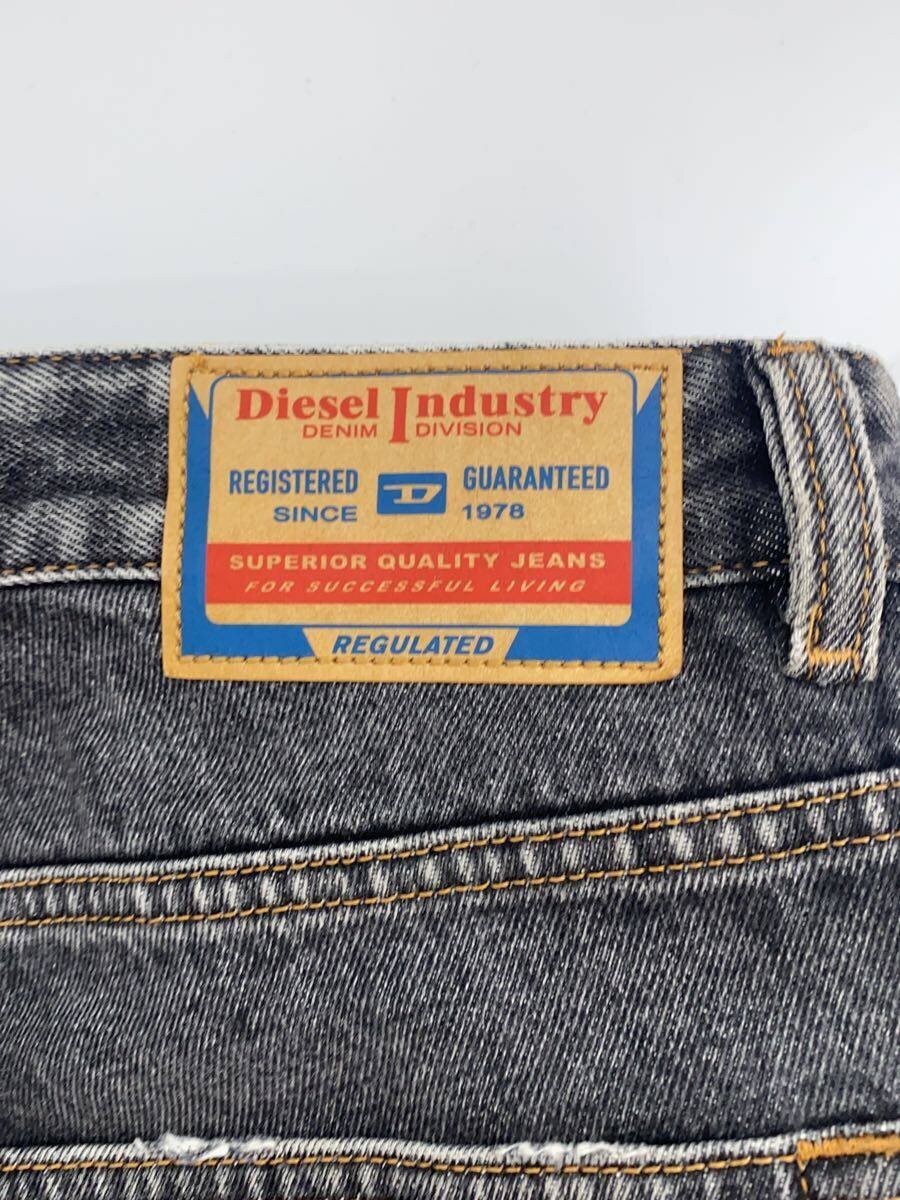 Diesel Industry
DENIM DIVISION
REGISTERED D GUARANTEED
SINCE 1978
SUPERIOR QUALITY JEANS
FOR SUCCESSFUL LIVING
REGULATED